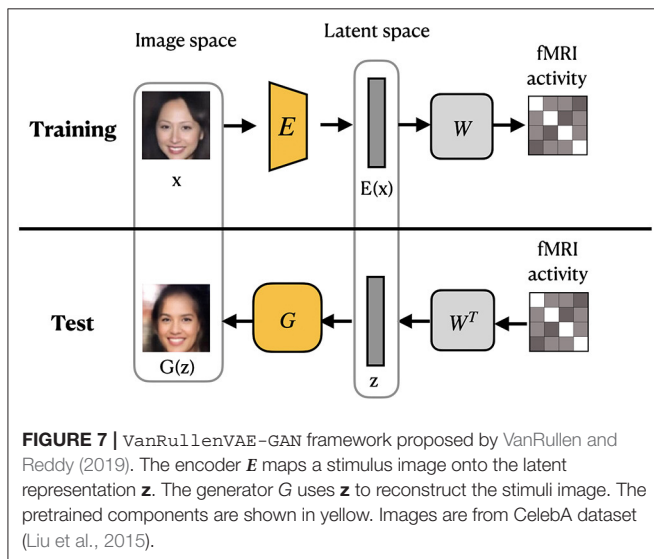 Image space
Latent space
fMRI
activity
Training
E
W
x
E(x)
fMRI
activity
Test
G
W^T
G(z)
z
FIGURE 7 | VanRullenVAE-GAN framework proposed by VanRullen and
Reddy (2019). The encoder E maps a stimulus image onto the latent
representation z. The generator G uses z to reconstruct the stimuli image. The
pretrained components are shown in yellow. Images are from CelebA dataset
(Liu et al., 2015).